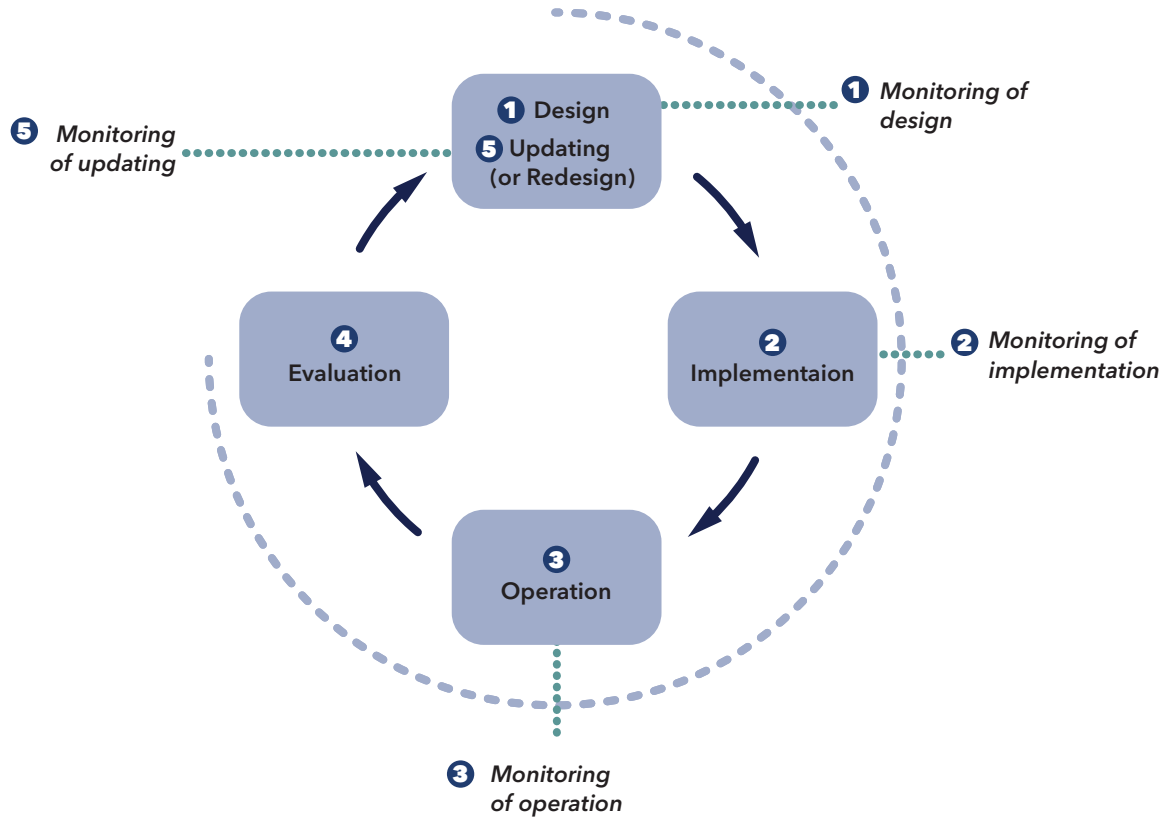 1 Design
5 Updating
(or Redesign)
1 Monitoring of
design
5 Monitoring
of updating
2
Implementaion
2 Monitoring of
implementation
4
Evaluation
3
Operation
3 Monitoring
of operation